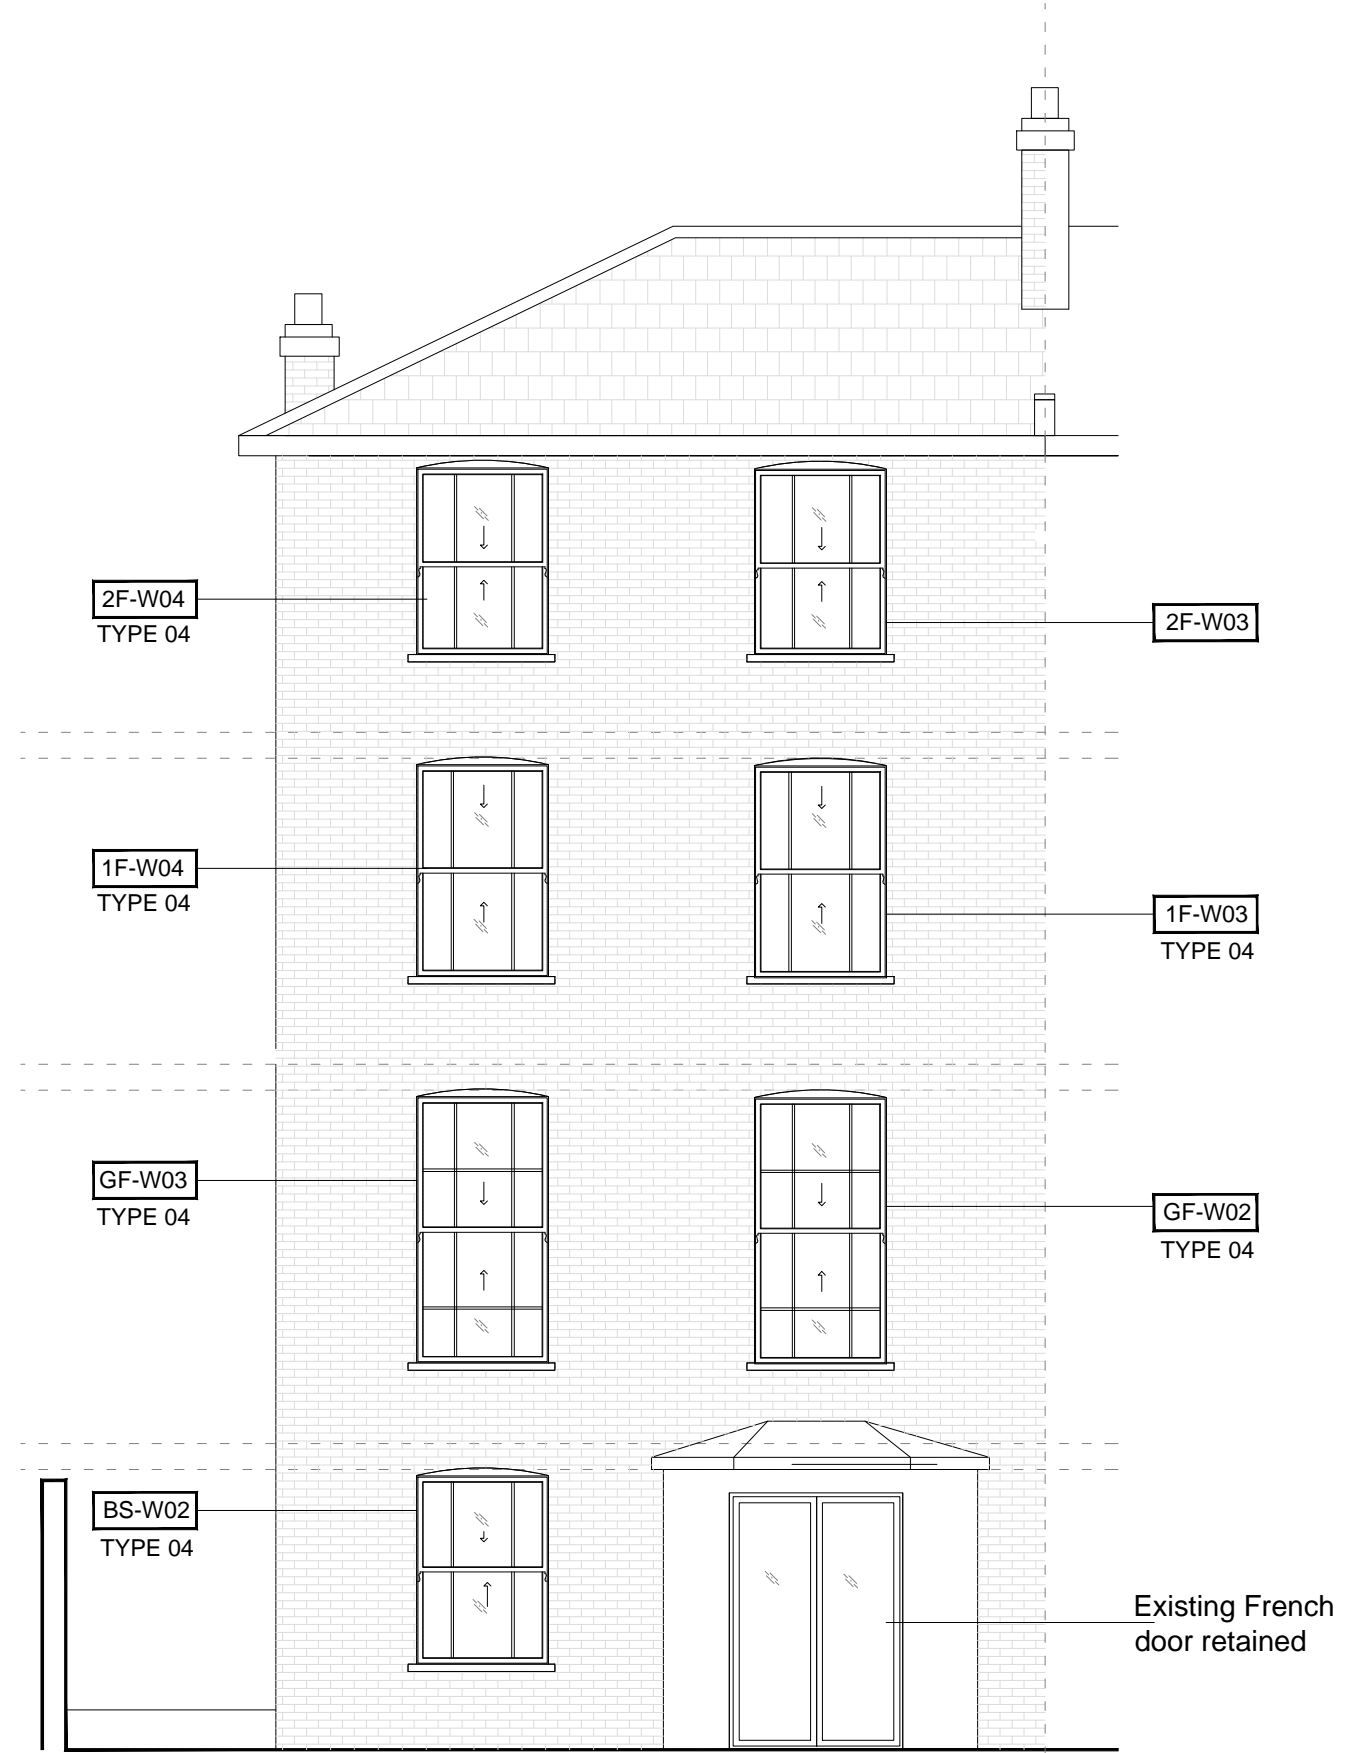 2F-W04
TYPE 04
2F-W03
1F-W04
TYPE 04
1F-W03
TYPE 04
GF-W03
TYPE 04
GF-W02
TYPE 04
BS-W02
TYPE 04
Existing French
door retained